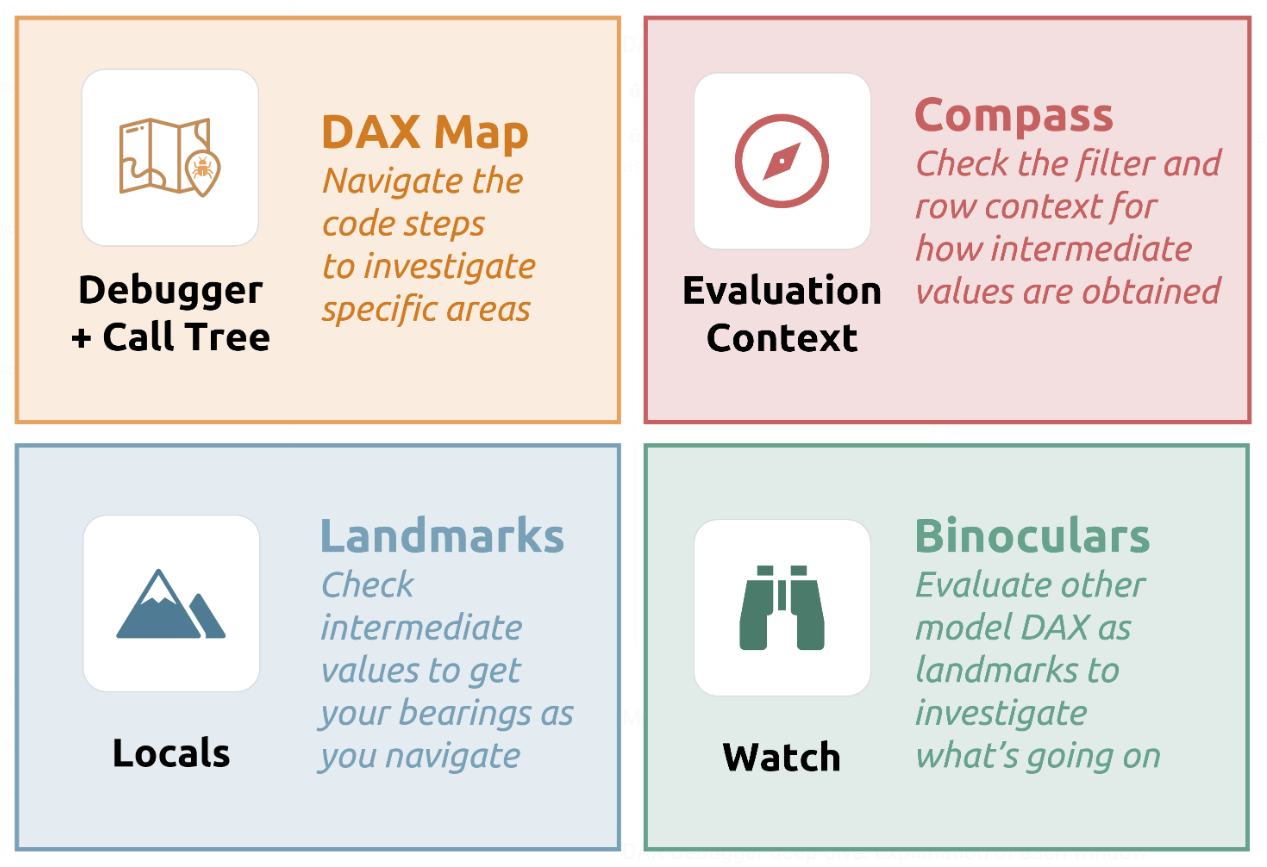 DAX Map
Navigate the
code steps
to investigate
specific areas
Debugger
+ Call Tree
Compass
Check the filter and
row context for
how intermediate
values are obtained
Evaluation
Context
Landmarks
Check
intermediate
values to get
your bearings as
you navigate
Locals
Binoculars
Evaluate other
model DAX as
landmarks to
investigate
what's going on
Watch